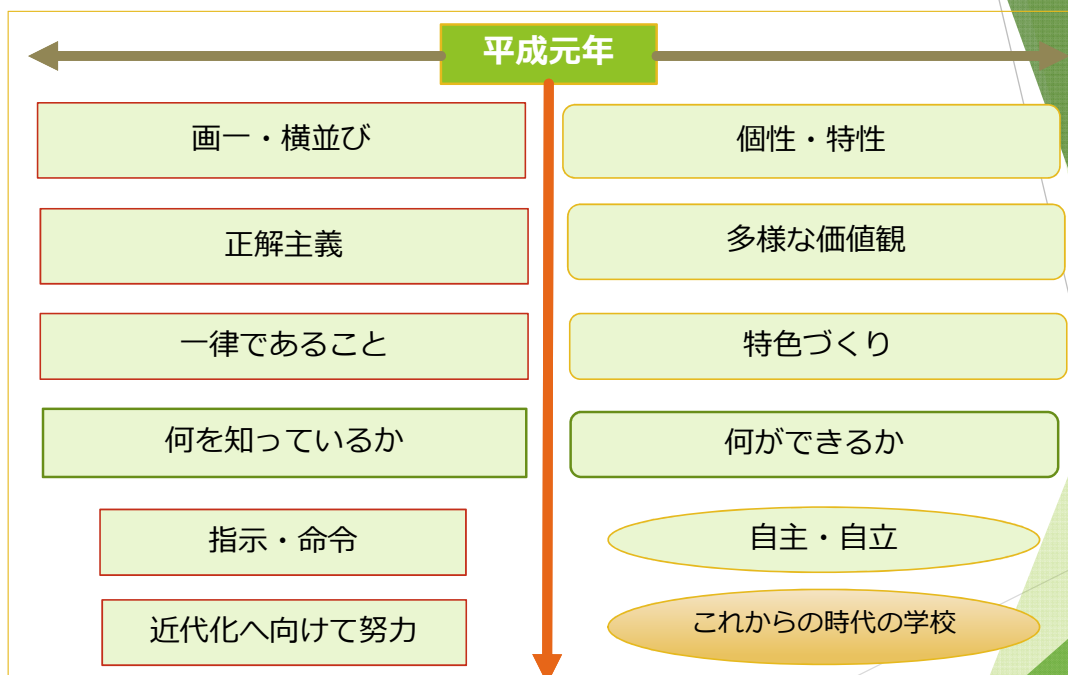 平成元年
画一・横並び
個性・特性
正解主義
多様な価値観
一律であること
特色づくり
何を知っているか
何ができるか
指示・命令
自主・自立
近代化へ向けて努力
これからの時代の学校